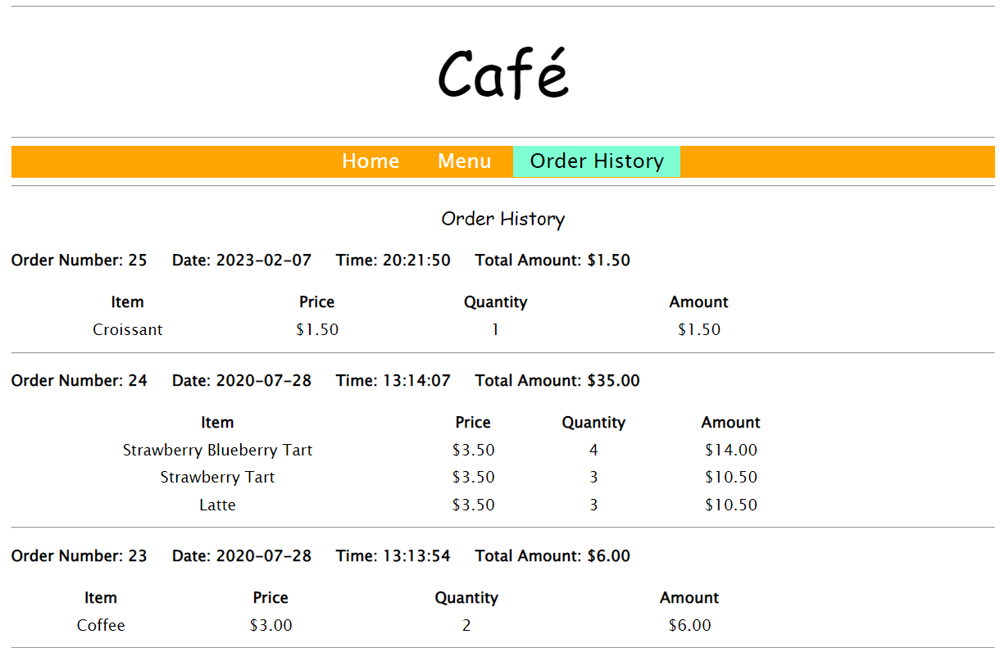 Café
Home Menu Order History
Order History
Order Number: 25 Date: 2023-02-07 Time: 20:21:50 Total Amount: $1.50
Item Price Quantity Amount
Croissant $1.50 1 $1.50
Order Number: 24 Date: 2020-07-28 Time: 13:14:07 Total Amount: $35.00
Item Price Quantity Amount
Strawberry Blueberry Tart $3.50 4 $14.00
Strawberry Tart $3.50 3 $10.50
Latte $3.50 3 $10.50
Order Number: 23 Date: 2020-07-28 Time: 13:13:54 Total Amount: $6.00
Item Price Quantity Amount
Coffee $3.00 2 $6.00